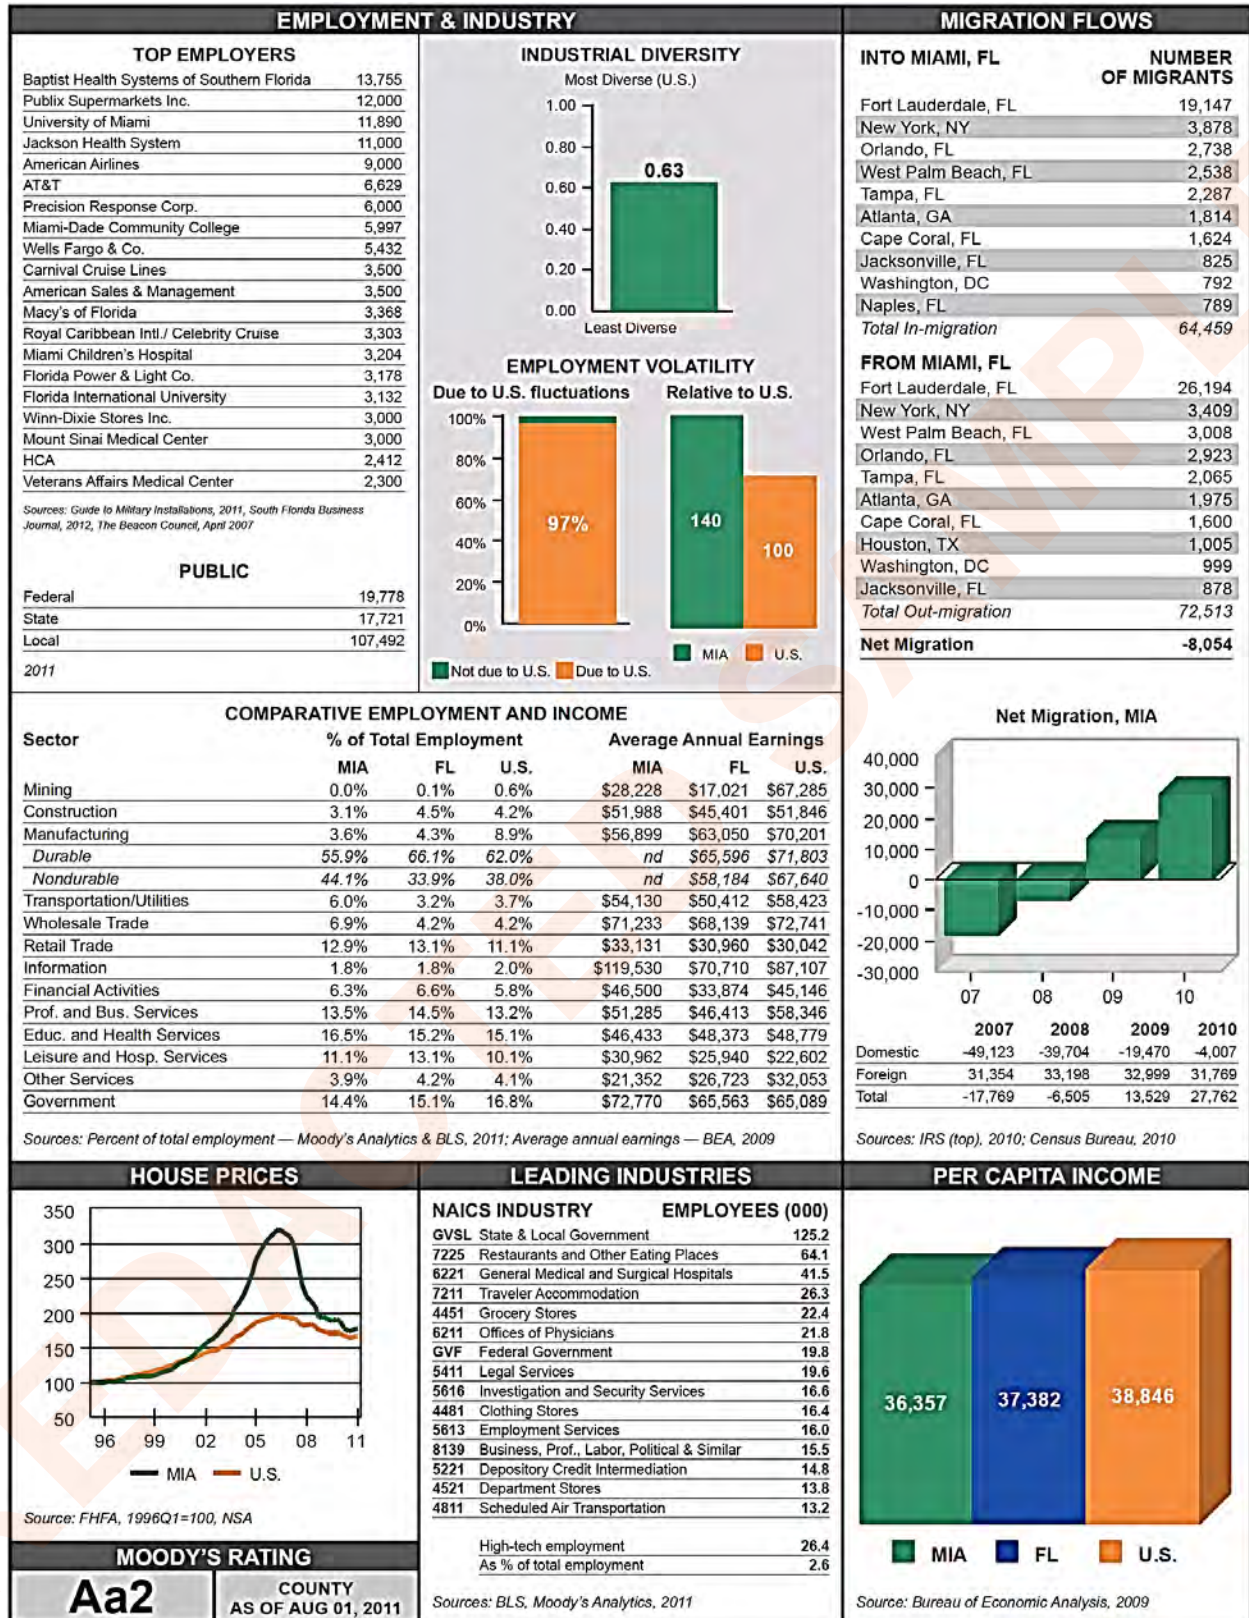 EMPLOYMENT & INDUSTRY
TOP EMPLOYERS
Baptist Health Systems of Southern Florida 13,755
Publix Supermarkets Inc. 12,000
University of Miami 11,890
Jackson Health System 11,000
American Airlines 9,000
AT&T 6,629
Precision Response Corp. 6,000
Miami-Dade Community College 5,997
Wells Fargo & Co. 5,432
Carnival Cruise Lines 3,500
American Sales & Management 3,500
Macy's of Florida 3,368
Royal Caribbean Intl./ Celebrity Cruise 3,303
Miami Children's Hospital 3,204
Florida Power & Light Co. 3,178
Florida International University 3,132
Winn-Dixie Stores Inc. 3,000
Mount Sinai Medical Center 3,000
HCA 2,412
Veterans Affairs Medical Center 2,300
Sources: Guide to Military Installations, 2011, South Florida Business
Journal, 2012, The Beacon Council, April 2007
PUBLIC
Federal 19,778
State 17,721
Local 107,492
2011
INDUSTRIAL DIVERSITY
Most Diverse (U.S.)
1.00
0.80
0.63
0.60
0.40
0.20
0.00
Least Diverse
EMPLOYMENT VOLATILITY
Due to U.S. fluctuations Relative to U.S.
100%
80%
60%
97% 140
40%
100
20%
0%
MIA U.S.
Not due to U.S. Due to U.S.
MIGRATION FLOWS
INTO MIAMI, FL NUMBER
OF MIGRANTS
Fort Lauderdale, FL 19,147
New York, NY 3,878
Orlando, FL 2,738
West Palm Beach, FL 2,538
Tampa, FL 2,287
Atlanta, GA 1,814
Cape Coral, FL 1,624
Jacksonville, FL 825
Washington, DC 792
Naples, FL 789
Total In-migration 64,459
FROM MIAMI, FL
Fort Lauderdale, FL 26,194
New York, NY 3,409
West Palm Beach, FL 3,008
Orlando, FL 2,923
Tampa, FL 2,065
Atlanta, GA 1,975
Cape Coral, FL 1,600
Houston, TX 1,005
Washington, DC 999
Jacksonville, FL 878
Total Out-migration 72,513
Net Migration -8,054
Net Migration, MIA
40,000
30,000
20,000
10,000
0
-10,000
-20,000
-30,000
07 08 09 10
2007 2008 2009 2010
Domestic -49,123 -39,704 -19,470 -4,007
Foreign 31,354 33,198 32,999 31,769
Total -17,769 -6,505 13,529 27,762
Sources: IRS (top), 2010; Census Bureau, 2010
COMPARATIVE EMPLOYMENT AND INCOME
Sector % of Total Employment Average Annual Earnings
MIA FL U.S. MIA FL U.S.
Mining 0.0% 0.1% 0.6% $28,228 $17,021 $67,285
Construction 3.1% 4.5% 4.2% $51,988 $45,401 $51,846
Manufacturing 3.6% 4.3% 8.9% $56,899 $63,050 $70,201
Durable 55.9% 66.1% 62.0% nd $65,596 $71,803
Nondurable 44.1% 33.9% 38.0% nd $58,184 $67,640
Transportation/Utilities 6.0% 3.2% 3.7% $54,130 $50,412 $58,423
Wholesale Trade 6.9% 4.2% 4.2% $71,233 $68,139 $72,741
Retail Trade 12.9% 13.1% 11.1% $33,131 $30,960 $30,042
Information 1.8% 1.8% 2.0% $119,530 $70,710 $87,107
Financial Activities 6.3% 6.6% 5.8% $46,500 $33,874 $45,146
Prof. and Bus. Services 13.5% 14.5% 13.2% $51,285 $46,413 $58,346
Educ. and Health Services 16.5% 15.2% 15.1% $46,433 $48,373 $48,779
Leisure and Hosp. Services 11.1% 13.1% 10.1% $30,962 $25,940 $22,602
Other Services 3.9% 4.2% 4.1% $21,352 $26,723 $32,053
Government 14.4% 15.1% 16.8% $72,770 $65,563 $65,089
Sources: Percent of total employment — Moody's Analytics & BLS, 2011; Average annual earnings — BEA, 2009
HOUSE PRICES
350
300
250
200
150
100
50
96 99 02 05 08 11
MIA U.S.
Source: FHFA, 1996Q1=100, NSA
MOODY'S RATING
Aa2
COUNTY
AS OF AUG 01, 2011
LEADING INDUSTRIES
NAICS INDUSTRY EMPLOYEES (000)
GVSL State & Local Government 125.2
7225 Restaurants and Other Eating Places 64.1
6221 General Medical and Surgical Hospitals 41.5
7211 Traveler Accommodation 26.3
4451 Grocery Stores 22.4
6211 Offices of Physicians 21.8
GVF Federal Government 19.8
5411 Legal Services 19.6
5616 Investigation and Security Services 16.6
4481 Clothing Stores 16.4
5613 Employment Services 16.0
8139 Business, Prof., Labor, Political & Similar 15.5
5221 Depository Credit Intermediation 14.8
4521 Department Stores 13.8
4811 Scheduled Air Transportation 13.2
High-tech employment 26.4
As % of total employment 2.6
Sources: BLS, Moody's Analytics, 2011
PER CAPITA INCOME
36,357 37,382 38,846
MIA FL U.S.
Source: Bureau of Economic Analysis, 2009
EDACTED SAMPL